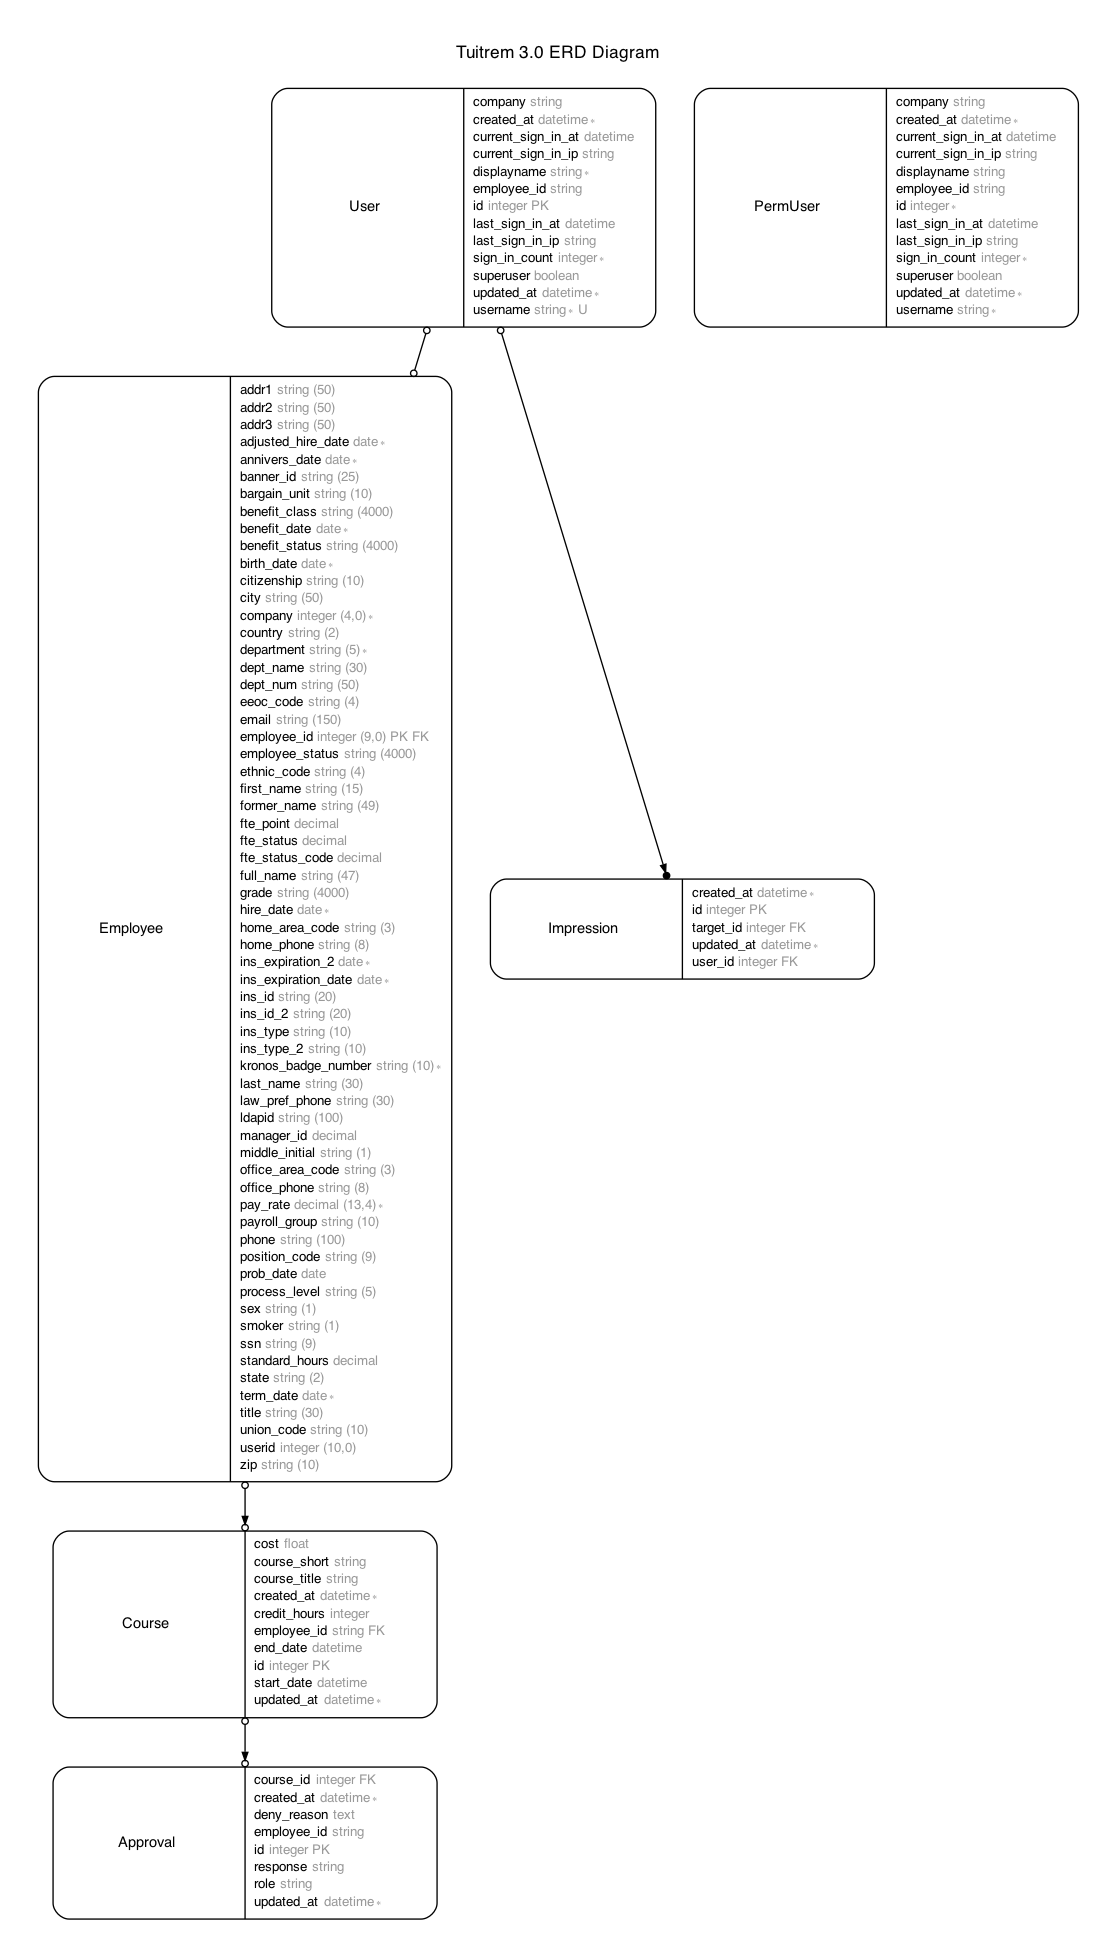 Tuitrem 3.0 ERD Diagram
User
company string
created_at datetime *
current_sign_in_at datetime
current_sign_in_ip string
displayname string *
employee_id string
id integer PK
last_sign_in_at datetime
last_sign_in_ip string
sign_in_count integer *
superuser boolean
updated_at datetime *
username string * U
PermUser
company string
created_at datetime *
current_sign_in_at datetime
current_sign_in_ip string
displayname string
employee_id string
id integer *
last_sign_in_at datetime
last_sign_in_ip string
sign_in_count integer *
superuser boolean
updated_at datetime *
username string *
Employee
addr1 string (50)
addr2 string (50)
addr3 string (50)
adjusted_hire_date date *
annivers_date date *
banner_id string (25)
bargain_unit string (10)
benefit_class string (4000)
benefit_date date *
benefit_status string (4000)
birth_date date *
citizenship string (10)
city string (50)
company integer (4,0) *
country string (2)
department string (5) *
dept_name string (30)
dept_num string (50)
eeoc_code string (4)
email string (150)
employee_id integer (9,0) PK FK
employee_status string (4000)
ethnic_code string (4)
first_name string (15)
former_name string (49)
fte_point decimal
fte_status decimal
fte_status_code decimal
full_name string (47)
grade string (4000)
hire_date date *
home_area_code string (3)
home_phone string (8)
ins_expiration_2 date *
ins_expiration_date date *
ins_id string (20)
ins_id_2 string (20)
ins_type string (10)
ins_type_2 string (10)
kronos_badge_number string (10) *
last_name string (30)
law_pref_phone string (30)
ldapid string (100)
manager_id decimal
middle_initial string (1)
office_area_code string (3)
office_phone string (8)
pay_rate decimal (13,4) *
payroll_group string (10)
phone string (100)
position_code string (9)
prob_date date
process_level string (5)
sex string (1)
smoker string (1)
ssn string (9)
standard_hours decimal
state string (2)
term_date date *
title string (30)
union_code string (10)
userid integer (10,0)
zip string (10)
Impression
created_at datetime *
id integer PK
target_id integer FK
updated_at datetime *
user_id integer FK
Course
cost float
course_short string
course_title string
created_at datetime *
credit_hours integer
employee_id string FK
end_date datetime
id integer PK
start_date datetime
updated_at datetime *
Approval
course_id integer FK
created_at datetime *
deny_reason text
employee_id string
id integer PK
response string
role string
updated_at datetime *